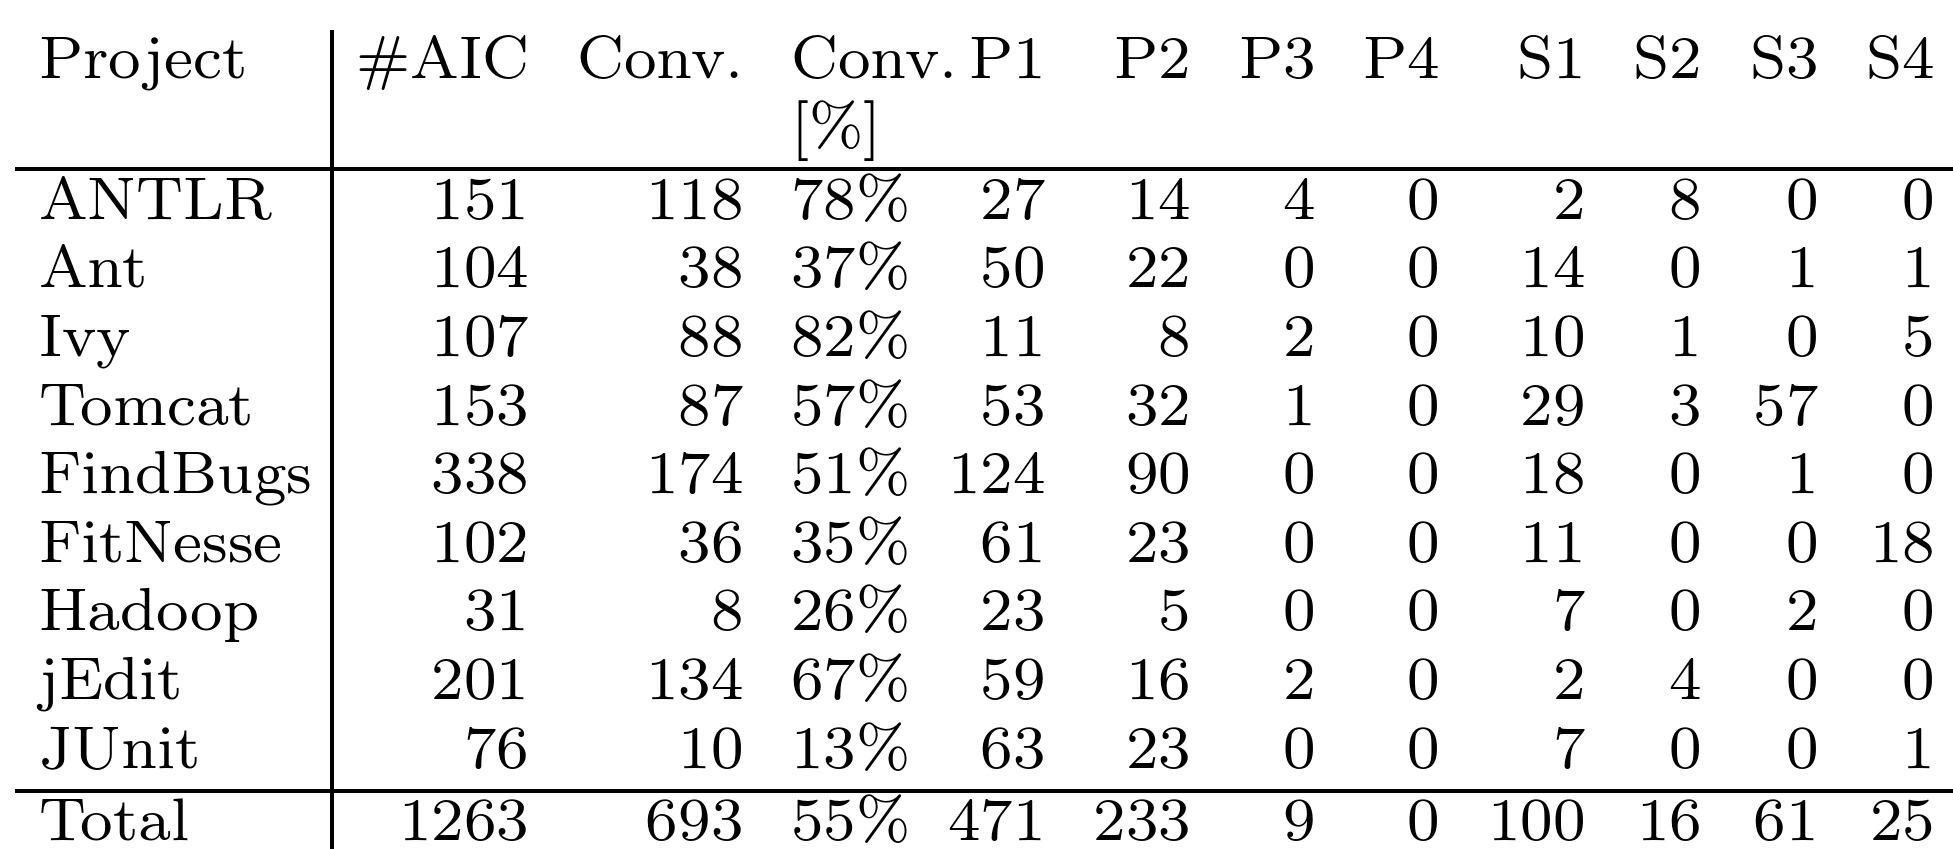 Project #AIC Conv. Conv. P1 P2 P3 P4 S1 S2 S3 S4
[%]
ANTLR 151 118 78% 27 14 4 0 2 8 0 0
Ant 104 38 37% 50 22 0 0 14 0 1 1
Ivy 107 88 82% 11 8 2 0 10 1 0 5
Tomcat 153 87 57% 53 32 1 0 29 3 57 0
FindBugs 338 174 51% 124 90 0 0 18 0 1 0
FitNesse 102 36 35% 61 23 0 0 11 0 0 18
Hadoop 31 8 26% 23 5 0 0 7 0 2 0
jEdit 201 134 67% 59 16 2 0 2 4 0 0
JUnit 76 10 13% 63 23 0 0 7 0 0 1
Total 1263 693 55% 471 233 9 0 100 16 61 25